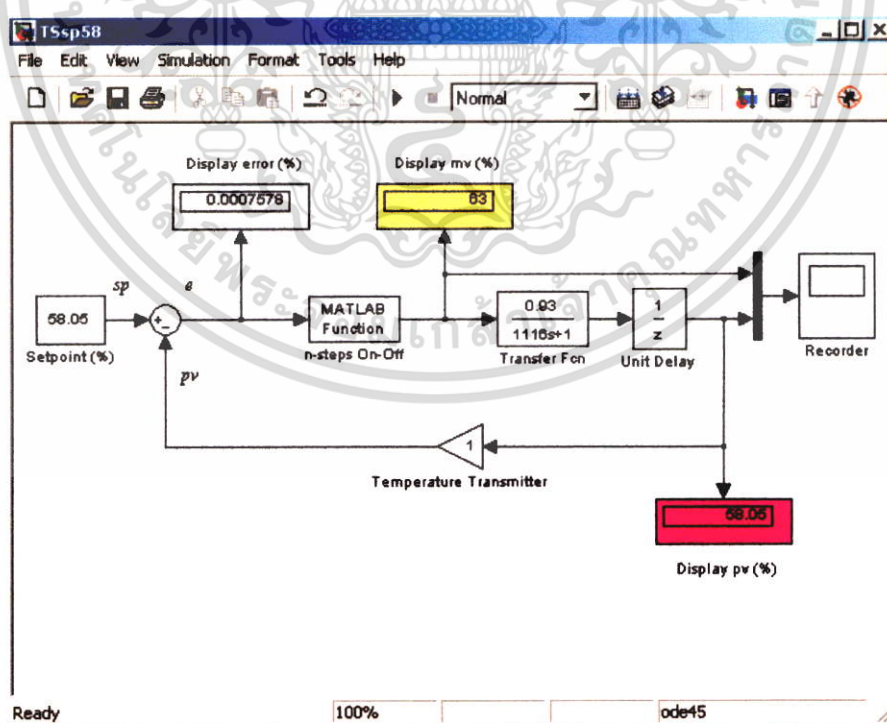 TSsp58
File Edit View Simulation Format Tools Help
Normal
Display error (%)
0.0007578
Display mv (%)
63
sp
e
58.05
Setpoint (%)
+
-
MATLAB
Function
n-steps On-Off
0.93
1116s+1
Transfer Fcn
1
z
Unit Delay
Recorder
pv
1
Temperature Transmitter
58.05
Display pv (%)
Ready 100% ode45